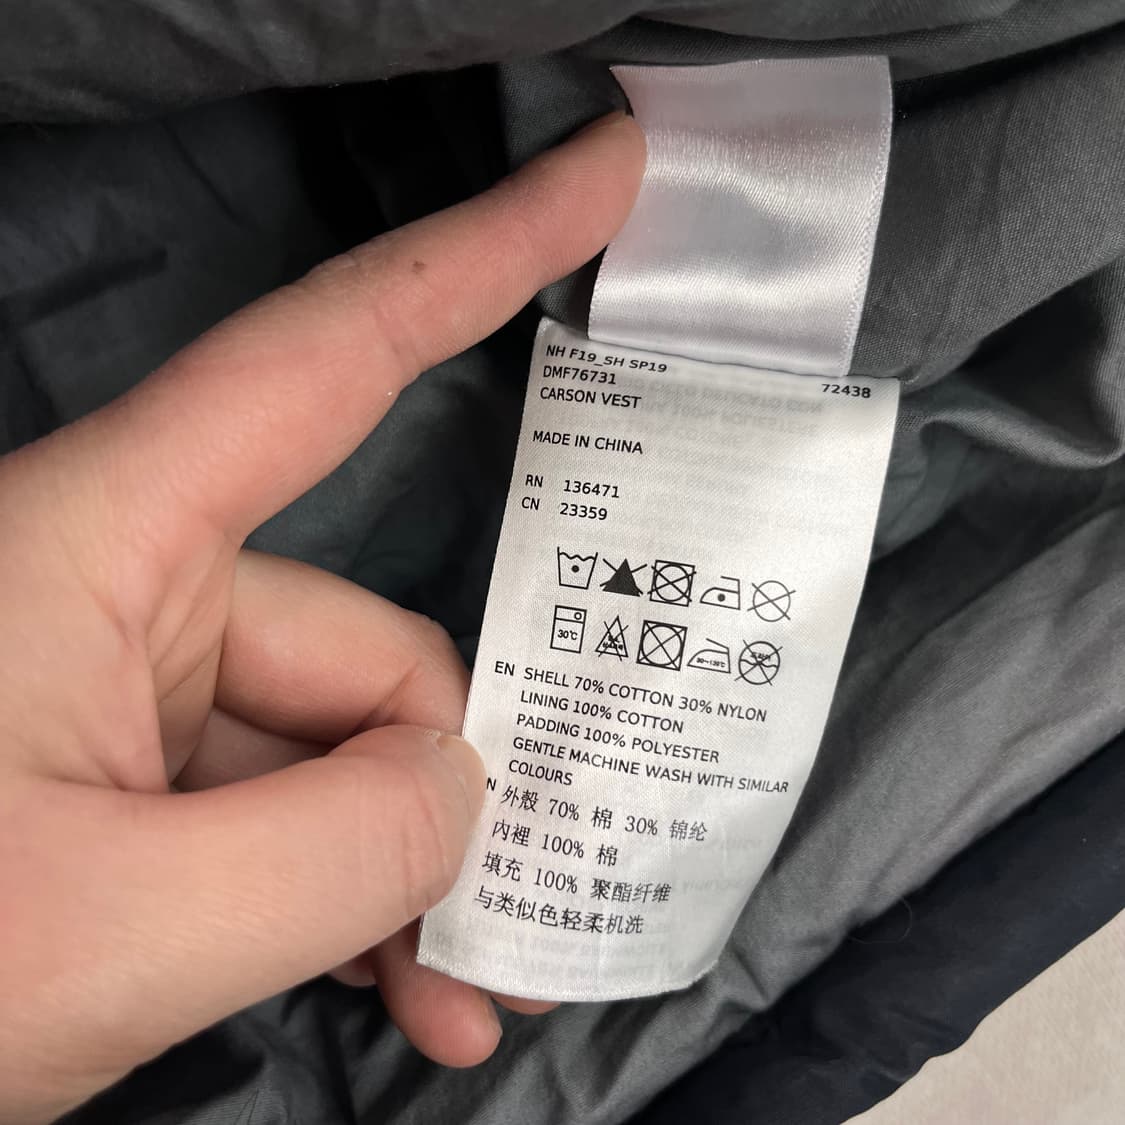 NH F19_SH SP19
DMF76731 72438
CARSON VEST
MADE IN CHINA
RN 136471
CN 23359
30℃
EN SHELL 70% COTTON 30% NYLON
LINING 100% COTTON
PADDING 100% POLYESTER
GENTLE MACHINE WASH WITH SIMILAR
COLOURS
N 外殼 70% 棉 30% 锦纶
内裡 100% 棉
填充 100% 聚酯纤维
与类似色轻柔机洗